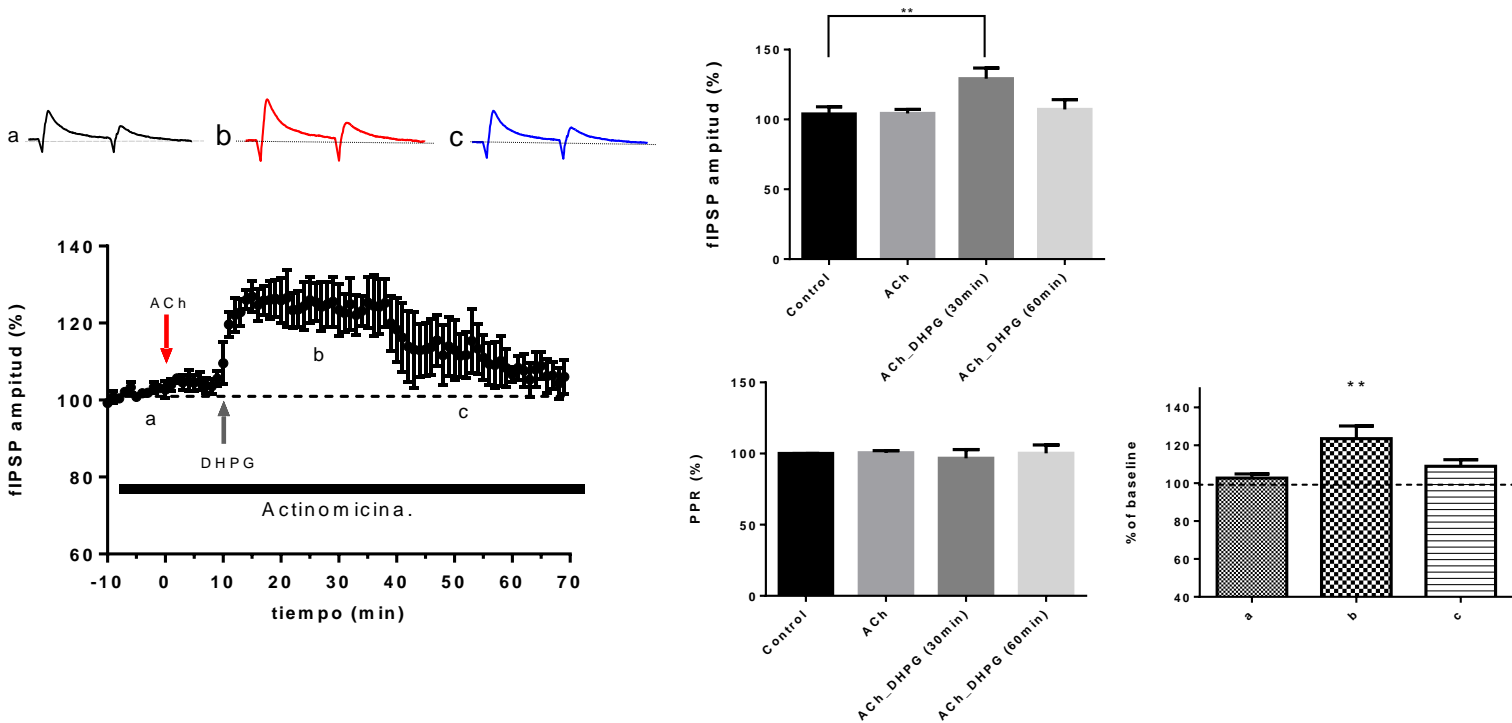 a
b
c
fIPSP ampitud (%)
140
120
100
80
60
ACh
b
a
c
DHPG
Actinomicina.
-10 0 10 20 30 40 50 60 70
tiempo (min)
**
fIPSP ampitud (%)
150
100
50
0
Control
ACh
ACh_DHPG (30min)
ACh_DHPG (60min)
PPR (%)
150
100
50
0
Control
ACh
ACh_DHPG (30min)
ACh_DHPG (60min)
**
% of baseline
140
120
100
80
60
40
a
b
c